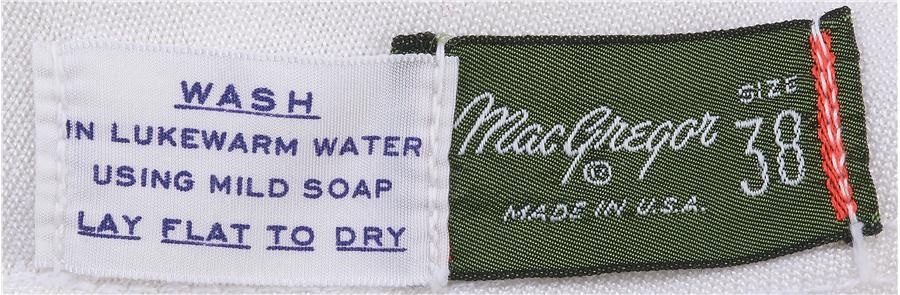 WASH
IN LUKEWARM WATER
USING MILD SOAP
LAY FLAT TO DRY
MacGregor
®
MADE IN U.S.A.
SIZE
38